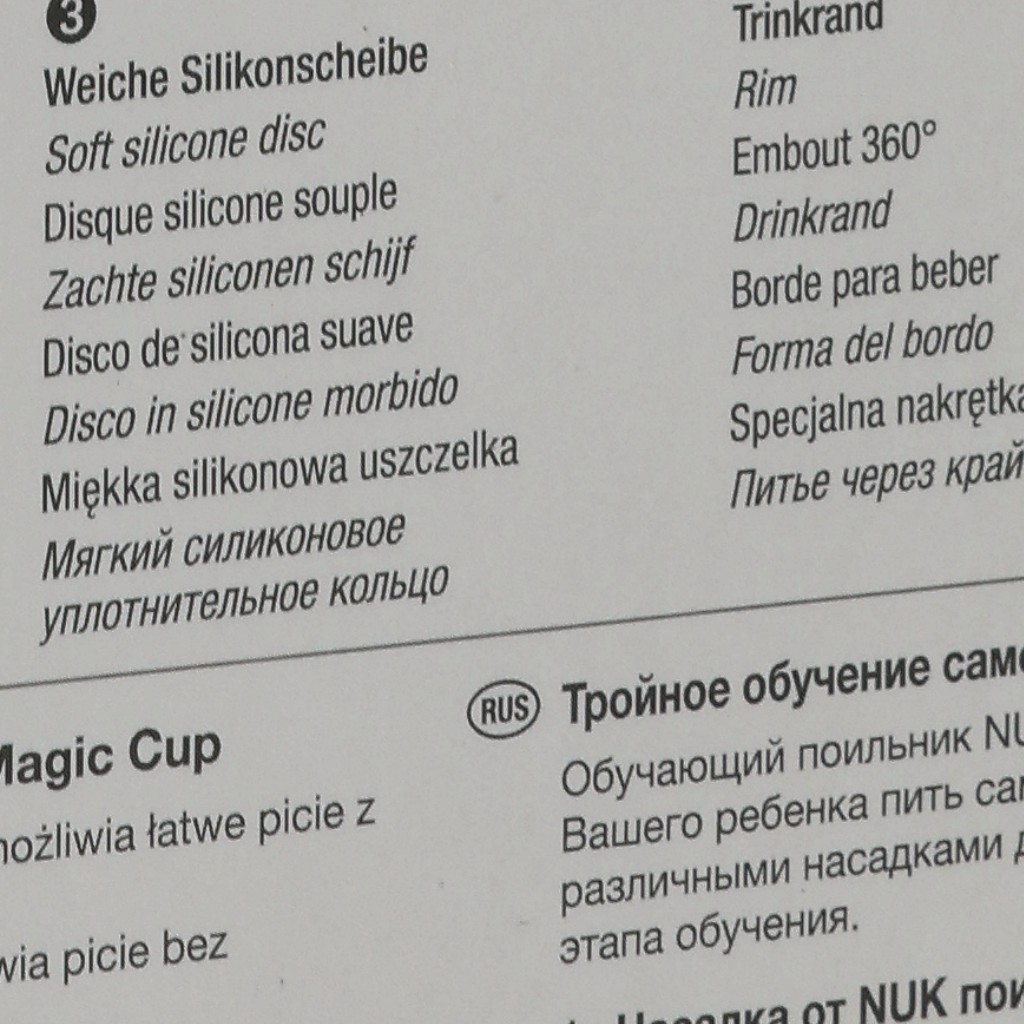 3
Weiche Silikonscheibe
Soft silicone disc
Disque silicone souple
Zachte siliconen schijf
Disco de silicona suave
Disco in silicone morbido
Miękka silikonowa uszczelka
Мягкий силиконовое
уплотнительное кольцо
Trinkrand
Rim
Embout 360°
Drinkrand
Borde para beber
Forma del bordo
Specjalna nakrętka
Питье через край
Magic Cup
łatwe picie z
picie bez
RUS
Тройное обучение
Обучающий поильник
Вашего ребенка пить
различными насадками
этапа обучения.
от NUK